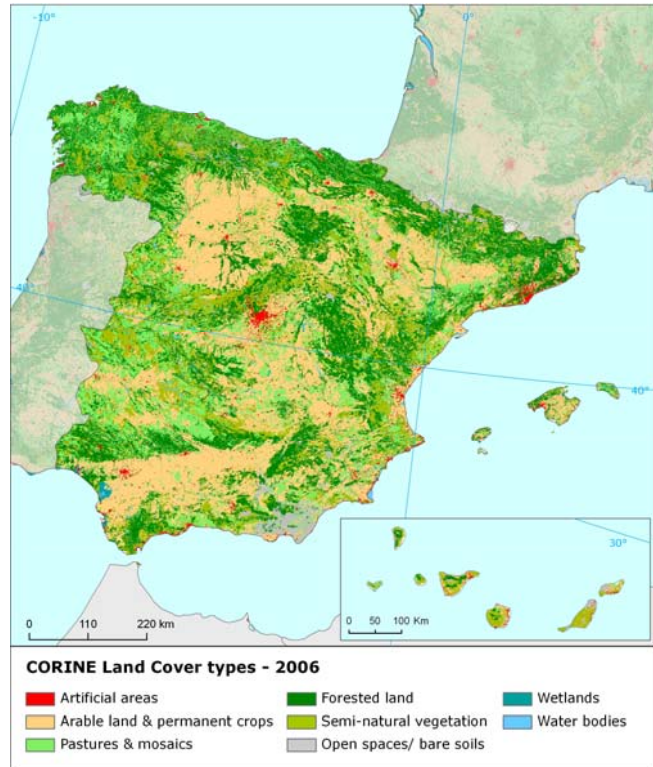 -10°
0°
40°
40°
30°
0 110 220 km
0 50 100 Km
CORINE Land Cover types - 2006
Artificial areas
Forested land
Wetlands
Arable land & permanent crops
Semi-natural vegetation
Water bodies
Pastures & mosaics
Open spaces/ bare soils